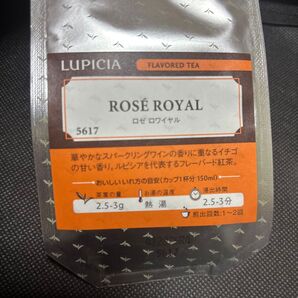 LUPICIA
FLAVORED TEA
ROSÉ ROYAL
5617
ロゼ ロワイヤル
華やかなスパークリングワインの香りに重なるイチゴ
の甘い香り。ルピシアを代表するフレーバード紅茶。
おいしいいれ方の目安(カップ1杯分:150ml)
茶葉の量 お湯の温度 浸出時間
2.5-3g 熱湯 2.5-3分
煎出回数:1~2回